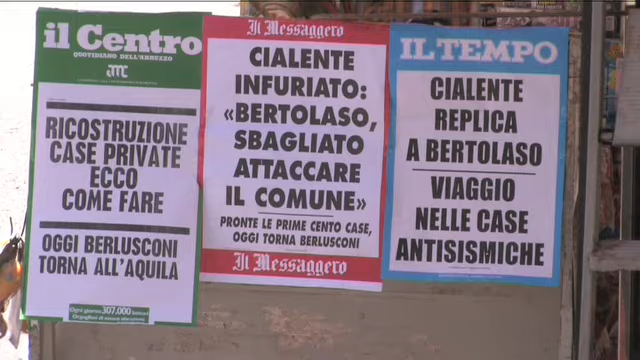 il Centro
QUOTIDIANO DELL'ABRUZZO
RICOSTRUZIONE
CASE PRIVATE
ECCO
COME FARE
OGGI BERLUSCONI
TORNA ALL'AQUILA
Ogni giorno 307.000 lettori
Il Messaggero
CIALENTE
INFURIATO:
«BERTOLASO,
SBAGLIATO
ATTACCARE
IL COMUNE»
PRONTE LE PRIME CENTO CASE,
OGGI TORNA BERLUSCONI
Il Messaggero
IL TEMPO
CIALENTE
REPLICA
A BERTOLASO
VIAGGIO
NELLE CASE
ANTISISMICHE